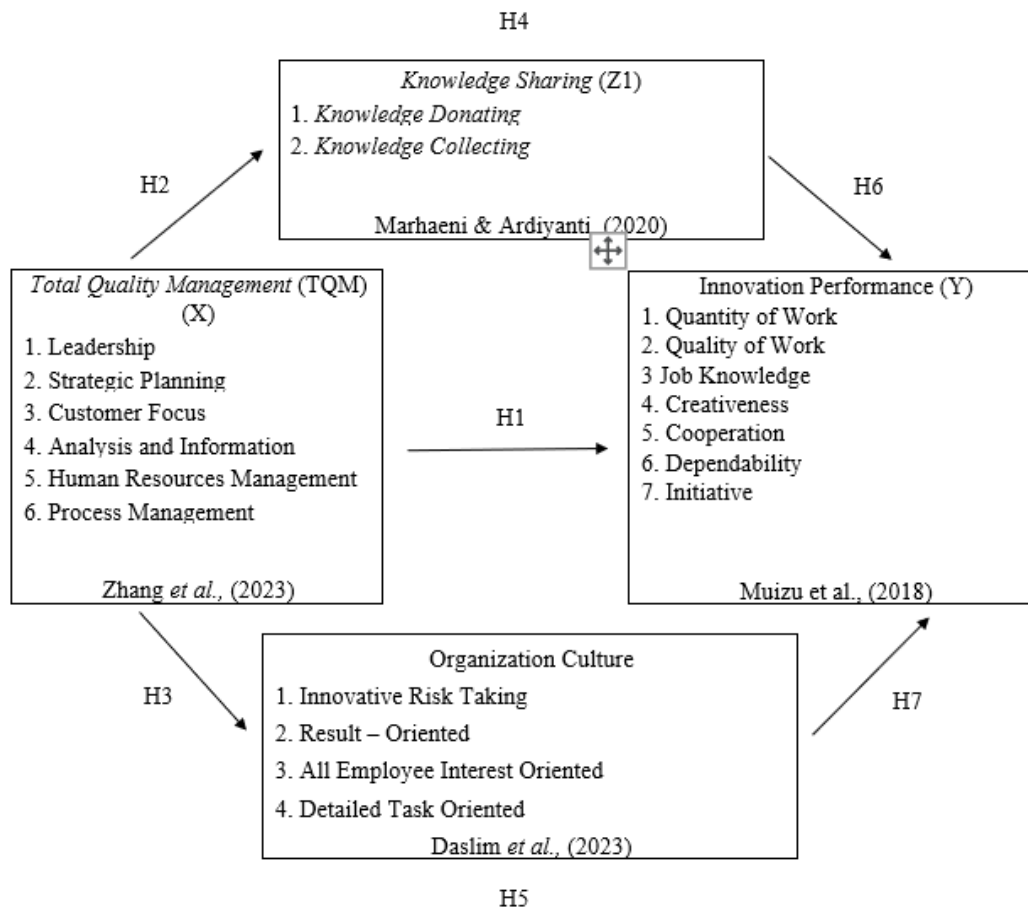 H4
Knowledge Sharing (Z1)
1. Knowledge Donating
2. Knowledge Collecting
Marhaeni & Ardiyanti (2020)
H2
H6
Total Quality Management (TQM)
(X)
1. Leadership
2. Strategic Planning
3. Customer Focus
4. Analysis and Information
5. Human Resources Management
6. Process Management
Zhang et al., (2023)
H1
Innovation Performance (Y)
1. Quantity of Work
2. Quality of Work
3 Job Knowledge
4. Creativeness
5. Cooperation
6. Dependability
7. Initiative
Muizu et al., (2018)
H3
H7
Organization Culture
1. Innovative Risk Taking
2. Result – Oriented
3. All Employee Interest Oriented
4. Detailed Task Oriented
Daslim et al., (2023)
H5